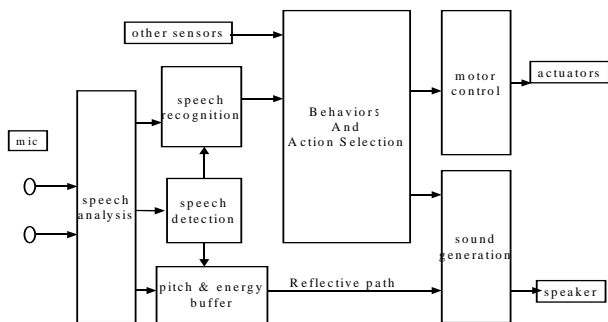 other sensors
speech
recognition
Behaviors
And
Action Selection
motor
control
actuators
mic
speech
analysis
speech
detection
sound
generation
pitch & energy
buffer
Reflective path
speaker